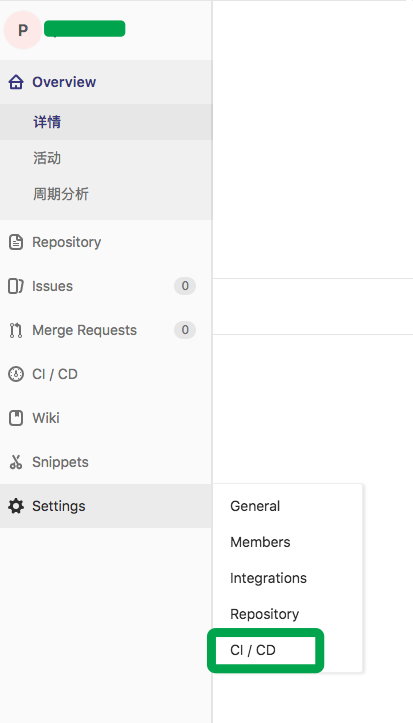 P
Overview
详情
活动
周期分析
Repository
Issues 0
Merge Requests 0
CI / CD
Wiki
Snippets
Settings
General
Members
Integrations
Repository
CI / CD